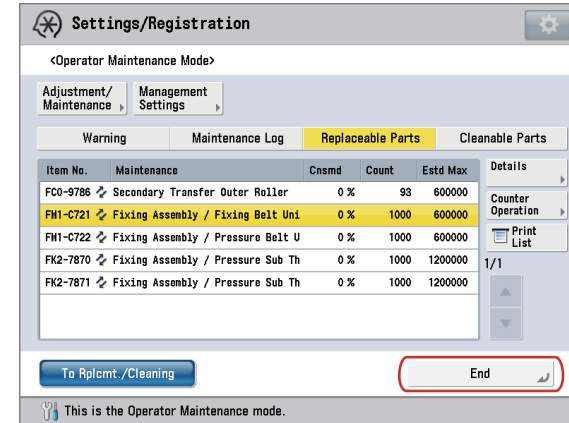 Settings/Registration
<Operator Maintenance Mode>
Adjustment/
Maintenance
Management
Settings
Warning
Maintenance Log
Replaceable Parts
Cleanable Parts
Item No. Maintenance Cnsmd Count Estd Max
FC0-9786 Secondary Transfer Outer Roller 0 % 93 600000
FM1-C721 Fixing Assembly / Fixing Belt Uni 0 % 1000 600000
FM1-C722 Fixing Assembly / Pressure Belt U 0 % 1000 600000
FK2-7870 Fixing Assembly / Pressure Sub Th 0 % 1000 1200000
FK2-7871 Fixing Assembly / Pressure Sub Th 0 % 1000 1200000
Details
Counter
Operation
Print
List
1/1
To Rplcmt./Cleaning
End
This is the Operator Maintenance mode.